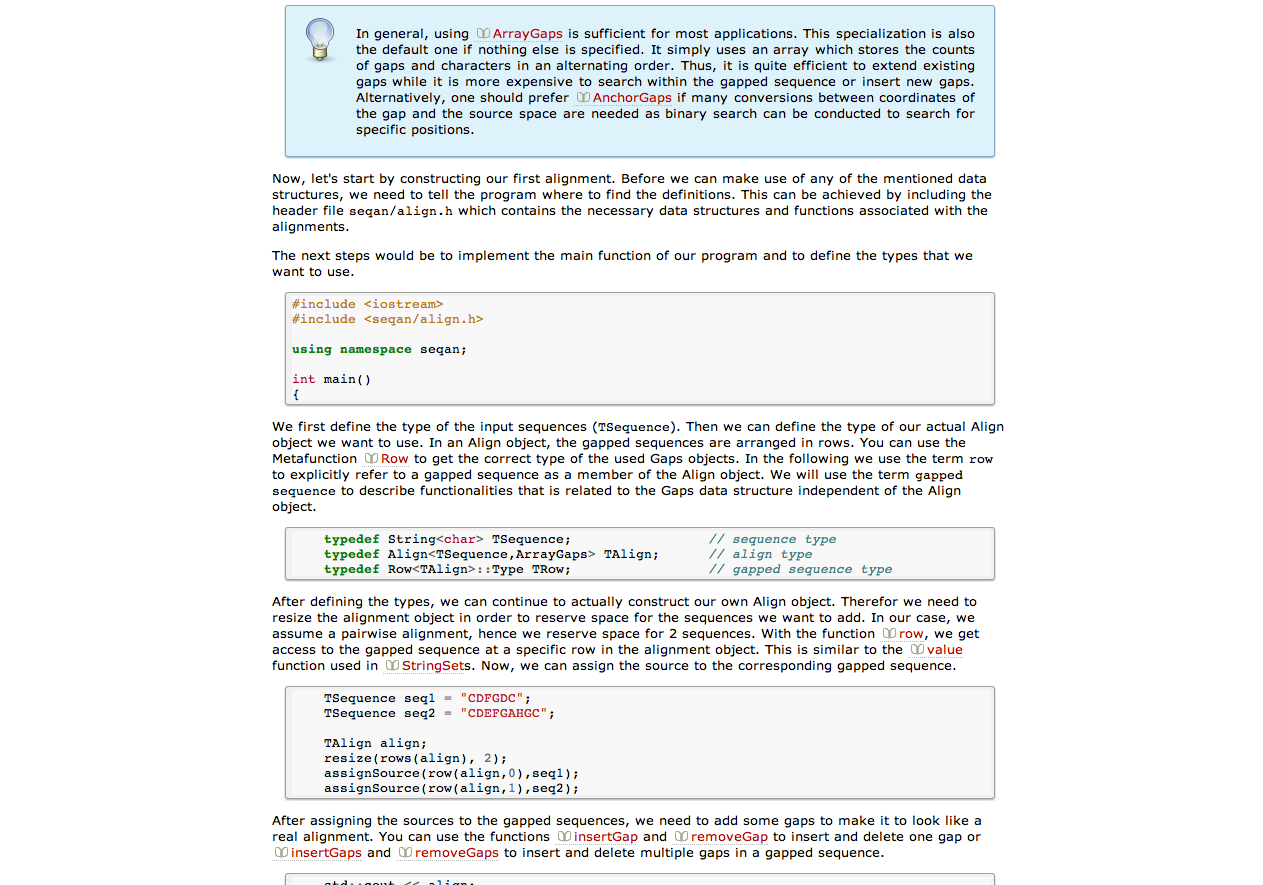 In general, using ArrayGaps is sufficient for most applications. This specialization is also
the default one if nothing else is specified. It simply uses an array which stores the counts
of gaps and characters in an alternating order. Thus, it is quite efficient to extend existing
gaps while it is more expensive to search within the gapped sequence or insert new gaps.
Alternatively, one should prefer AnchorGaps if many conversions between coordinates of
the gap and the source space are needed as binary search can be conducted to search for
specific positions.
Now, let's start by constructing our first alignment. Before we can make use of any of the mentioned data
structures, we need to tell the program where to find the definitions. This can be achieved by including the
header file seqan/align.h which contains the necessary data structures and functions associated with the
alignments.
The next steps would be to implement the main function of our program and to define the types that we
want to use.
#include <iostream>
#include <seqan/align.h>
using namespace seqan;
int main()
{
We first define the type of the input sequences (TSequence). Then we can define the type of our actual Align
object we want to use. In an Align object, the gapped sequences are arranged in rows. You can use the
Metafunction Row to get the correct type of the used Gaps objects. In the following we use the term row
to explicitly refer to a gapped sequence as a member of the Align object. We will use the term gapped
sequence to describe functionalities that is related to the Gaps data structure independent of the Align
object.
typedef String<char> TSequence; // sequence type
typedef Align<TSequence,ArrayGaps> TAlign; // align type
typedef Row<TAlign>::Type TRow; // gapped sequence type
After defining the types, we can continue to actually construct our own Align object. Therefor we need to
resize the alignment object in order to reserve space for the sequences we want to add. In our case, we
assume a pairwise alignment, hence we reserve space for 2 sequences. With the function row, we get
access to the gapped sequence at a specific row in the alignment object. This is similar to the value
function used in StringSets. Now, we can assign the source to the corresponding gapped sequence.
TSequence seq1 = "CDFGDC";
TSequence seq2 = "CDEFGAHGC";
TAlign align;
resize(rows(align), 2);
assignSource(row(align,0),seq1);
assignSource(row(align,1),seq2);
After assigning the sources to the gapped sequences, we need to add some gaps to make it to look like a
real alignment. You can use the functions insertGap and removeGap to insert and delete one gap or
insertGaps and removeGaps to insert and delete multiple gaps in a gapped sequence.
std::cout << align;